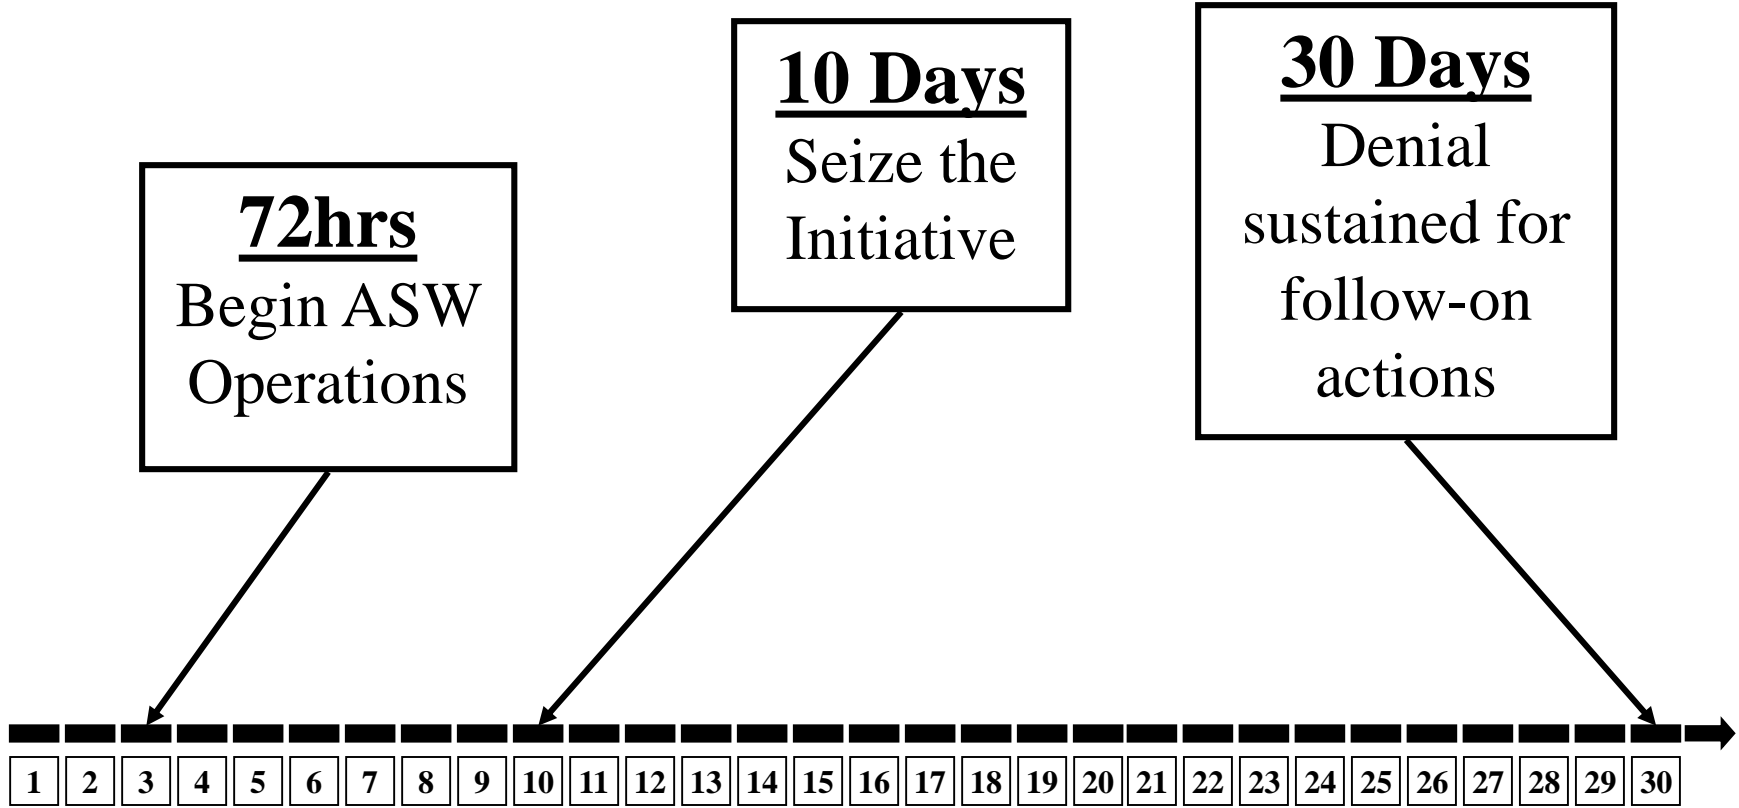 72hrs
Begin ASW
Operations
10 Days
Seize the
Initiative
30 Days
Denial
sustained for
follow-on
actions
1 2 3 4 5 6 7 8 9 10 11 12 13 14 15 16 17 18 19 20 21 22 23 24 25 26 27 28 29 30